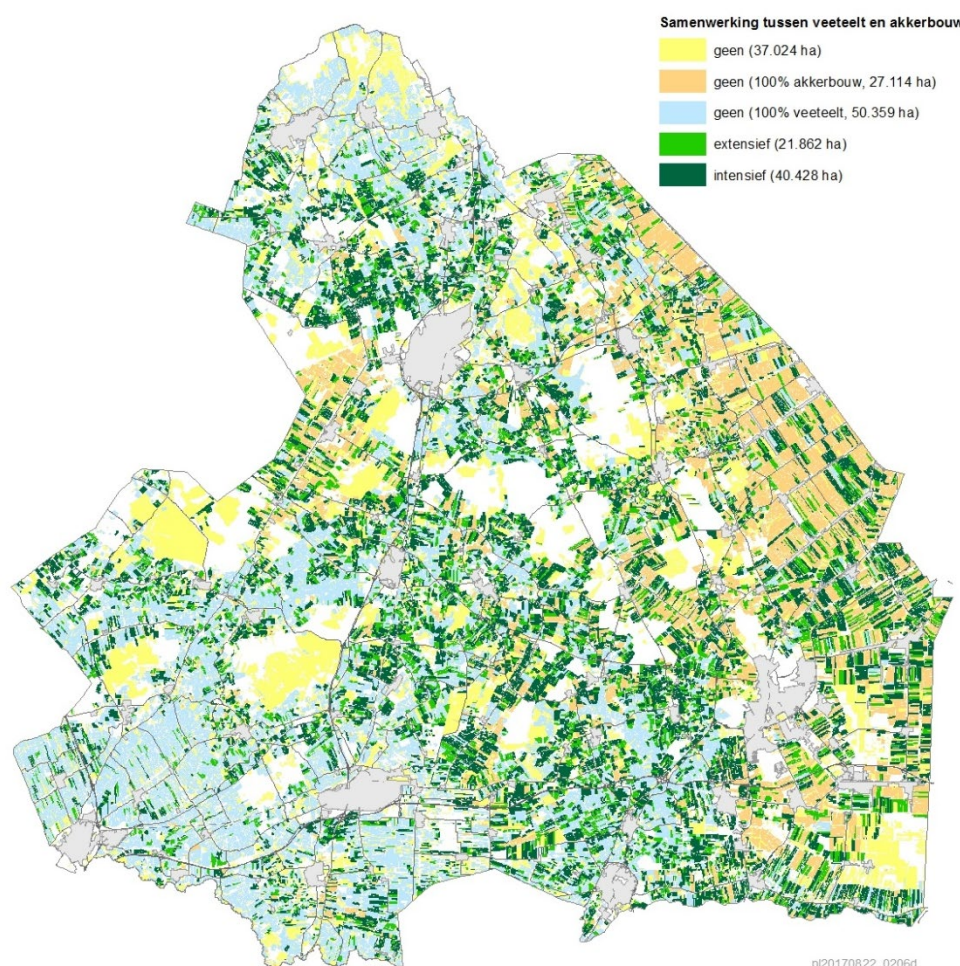 Samenwerking tussen veeteelt en akkerbouw
geen (37.024 ha)
geen (100% akkerbouw, 27.114 ha)
geen (100% veeteelt, 50.359 ha)
extensief (21.862 ha)
intensief (40.428 ha)
pl20170822_0206d